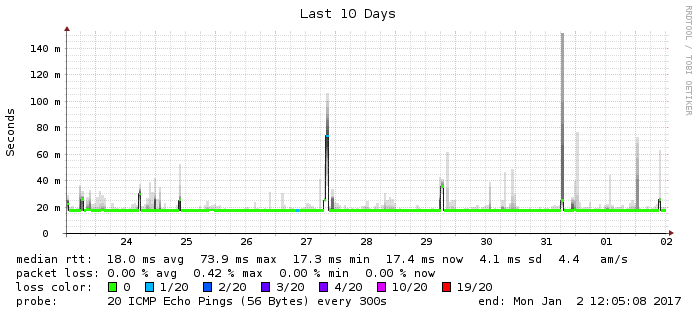 Last 10 Days
RRDTOOL / TOBI OETIKER
Seconds
140 m
120 m
100 m
80 m
60 m
40 m
20 m
0
24 25 26 27 28 29 30 31 01 02
median rtt: 18.0 ms avg 73.9 ms max 17.3 ms min 17.4 ms now 4.1 ms sd 4.4 am/s
packet loss: 0.00 % avg 0.42 % max 0.00 % min 0.00 % now
loss color: 0 1/20 2/20 3/20 4/20 10/20 19/20
probe: 20 ICMP Echo Pings (56 Bytes) every 300s end: Mon Jan 2 12:05:08 2017